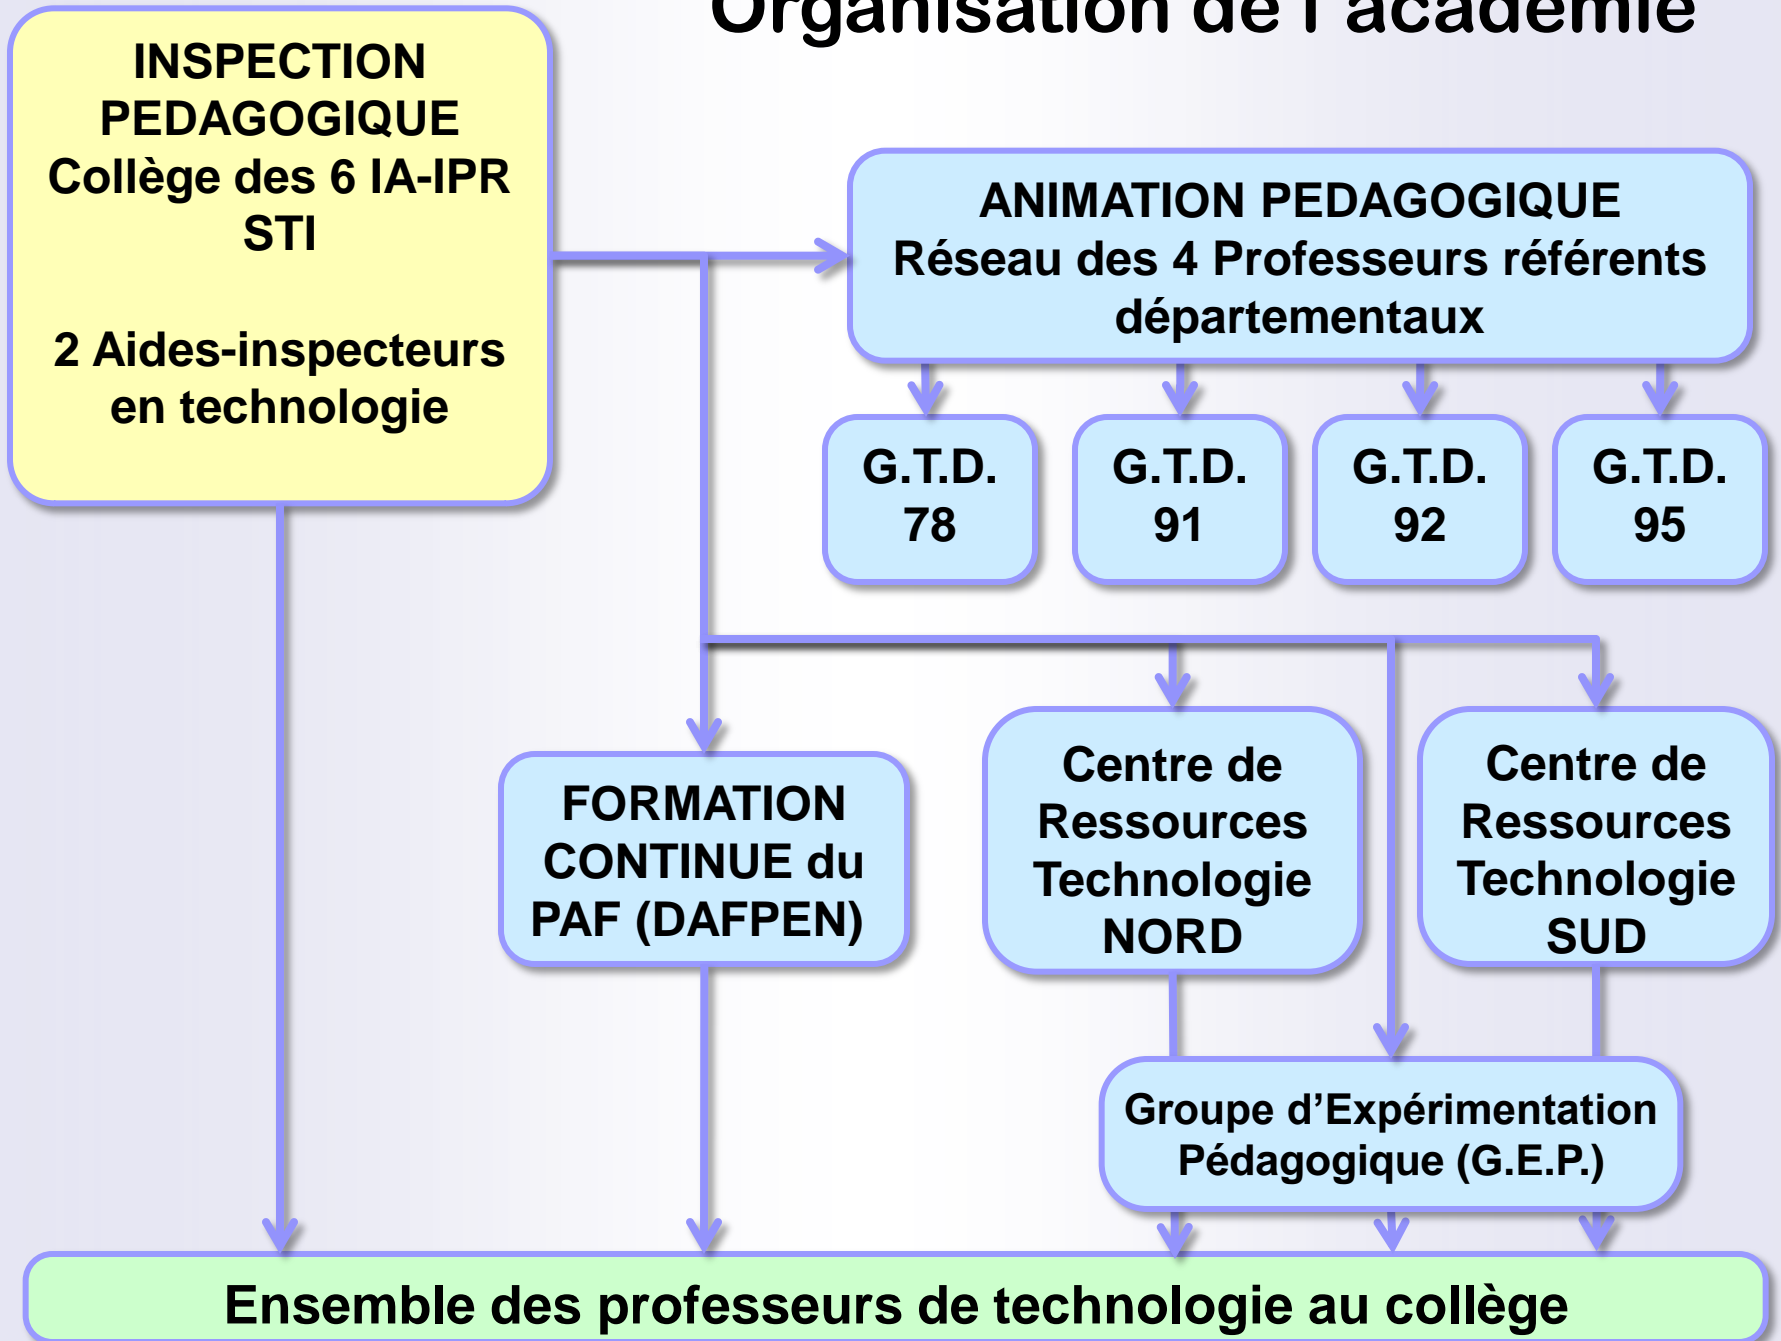 Organisation de l’académie
INSPECTION
PEDAGOGIQUE
Collège des 6 IA-IPR
STI
2 Aides-inspecteurs
en technologie
ANIMATION PEDAGOGIQUE
Réseau des 4 Professeurs référents
départementaux
G.T.D.
78
G.T.D.
91
G.T.D.
92
G.T.D.
95
FORMATION
CONTINUE du
PAF (DAFPEN)
Centre de
Ressources
Technologie
NORD
Centre de
Ressources
Technologie
SUD
Groupe d’Expérimentation
Pédagogique (G.E.P.)
Ensemble des professeurs de technologie au collège